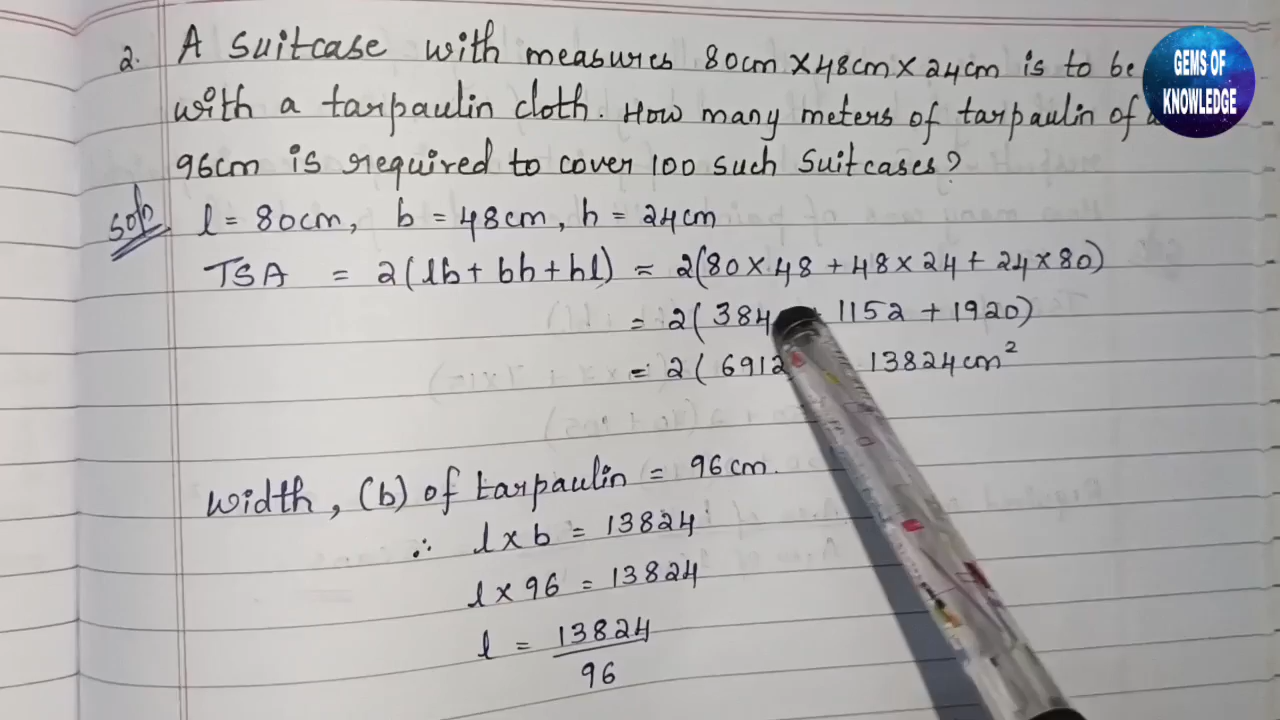 2. A Suitcase with measures 80cm × 48cm × 24cm is to be
with a tarpaulin cloth. How many meters of tarpaulin of
96cm is required to cover 100 such Suitcases?
Soln l = 80cm, b = 48cm, h = 24cm
TSA = 2(lb + bh + hl) = 2(80 × 48 + 48 × 24 + 24 × 80)
= 2(384 + 1152 + 1920)
= 2(6912 = 13824cm²
Width, (b) of tarpaulin = 96cm.
∴ l × b = 13824
l × 96 = 13824
l = 13824
96
GEMS OF
KNOWLEDGE